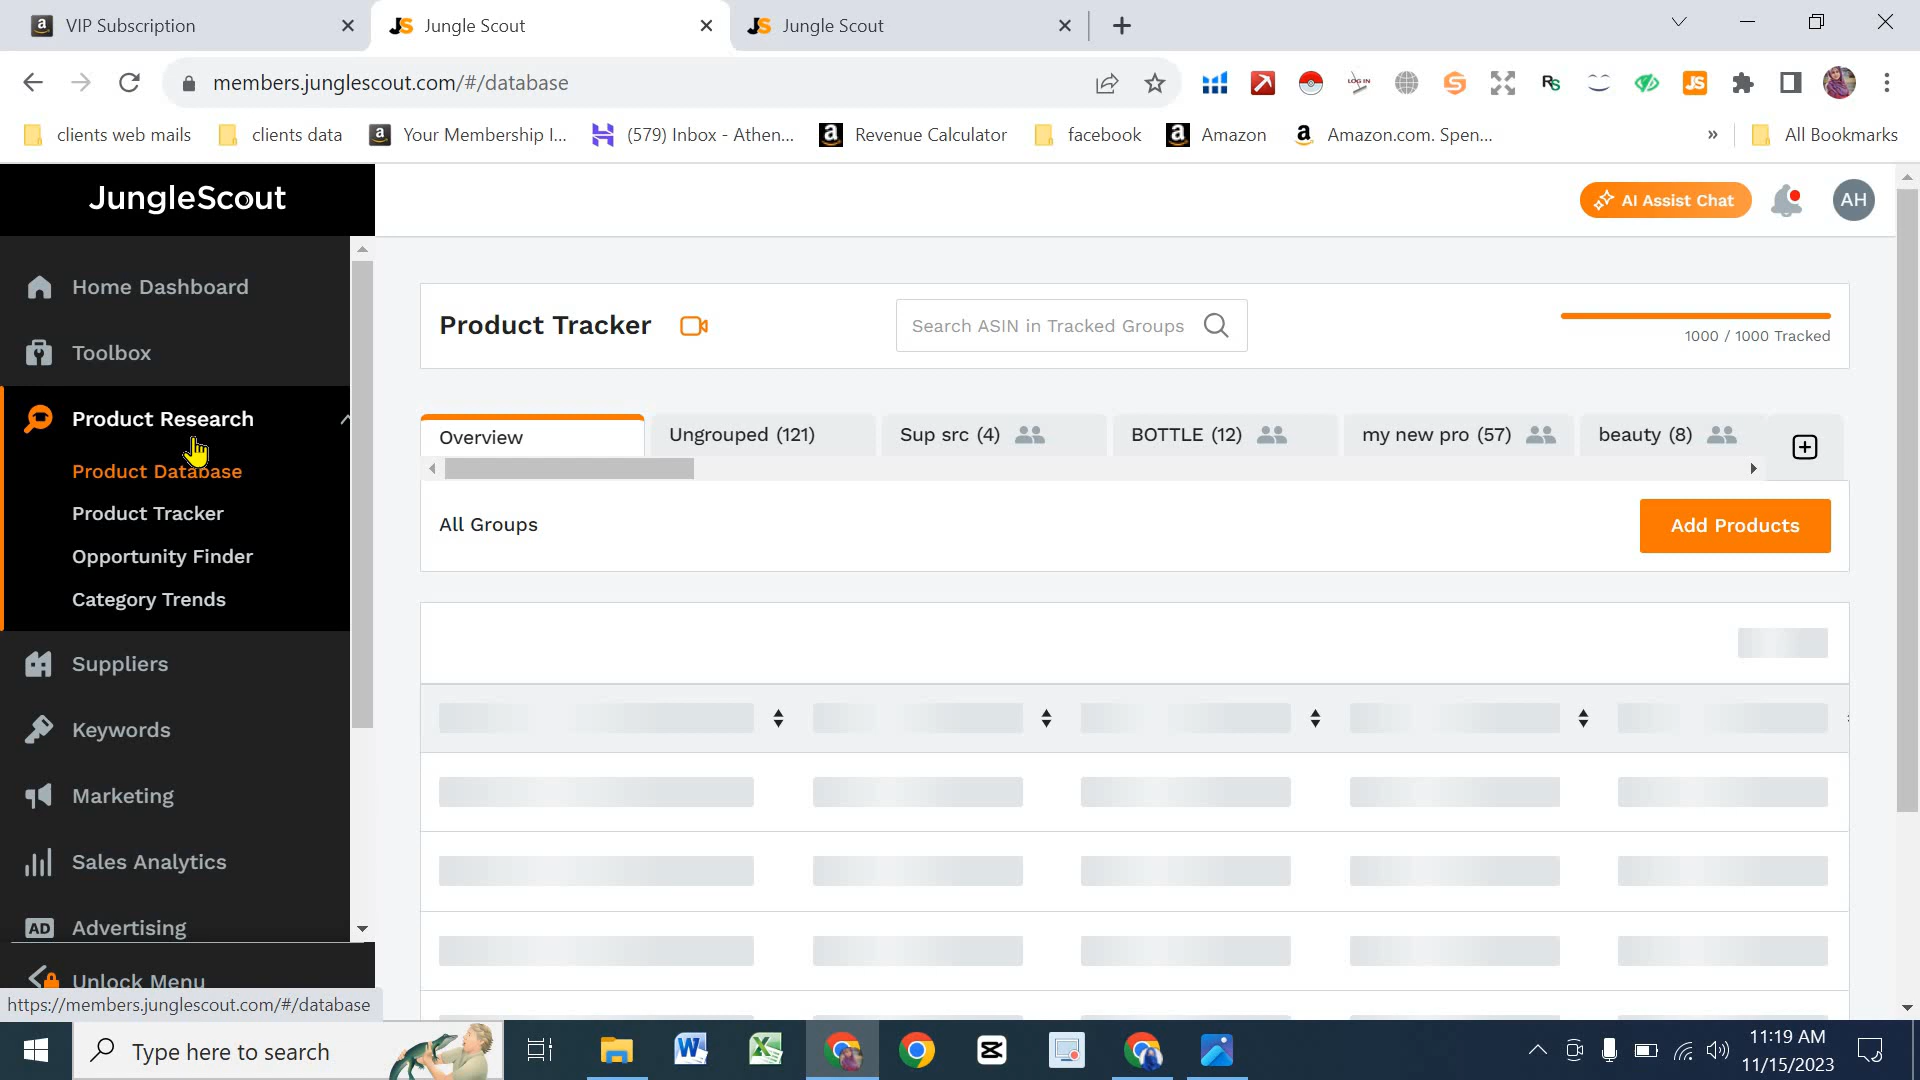 VIP Subscription
Jungle Scout
Jungle Scout
members.junglescout.com/#/database
clients web mails
clients data
Your Membership I...
(579) Inbox - Athen...
Revenue Calculator
facebook
Amazon
Amazon.com. Spen...
»
All Bookmarks
JungleScout
AI Assist Chat
AH
Home Dashboard
Toolbox
Product Research
Product Database
Product Tracker
Opportunity Finder
Category Trends
Suppliers
Keywords
Marketing
Sales Analytics
AD Advertising
Unlock Menu
Product Tracker
Search ASIN in Tracked Groups
1000 / 1000 Tracked
Overview
Ungrouped (121)
Sup src (4)
BOTTLE (12)
my new pro (57)
beauty (8)
All Groups
Add Products
https://members.junglescout.com/#/database
Type here to search
11:19 AM
11/15/2023